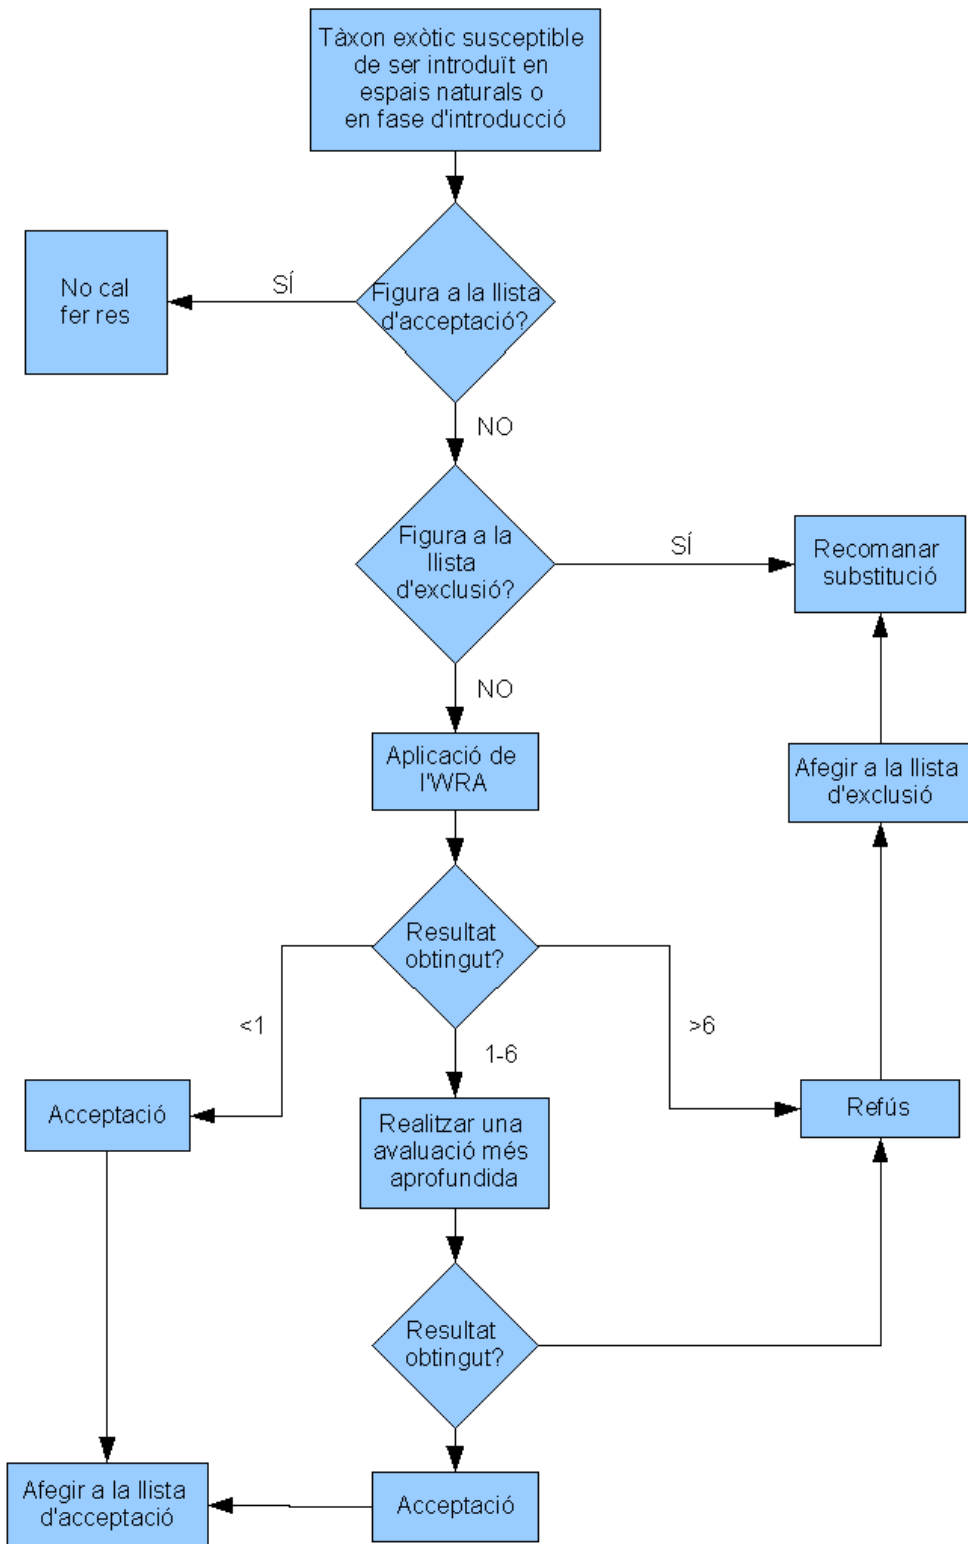 Tàxon exòtic susceptible
de ser introduït en
espais naturals o
en fase d'introducció
No cal
fer res
SÍ
Figura a la llista
d'acceptació?
NO
Figura a la
llista
d'exclusió?
SÍ
Recomanar
substitució
NO
Aplicació de
l'WRA
Afegir a la llista
d'exclusió
Resultat
obtingut?
<1
1-6
>6
Acceptació
Realitzar una
avaluació més
aprofundida
Refús
Resultat
obtingut?
Afegir a la llista
d'acceptació
Acceptació